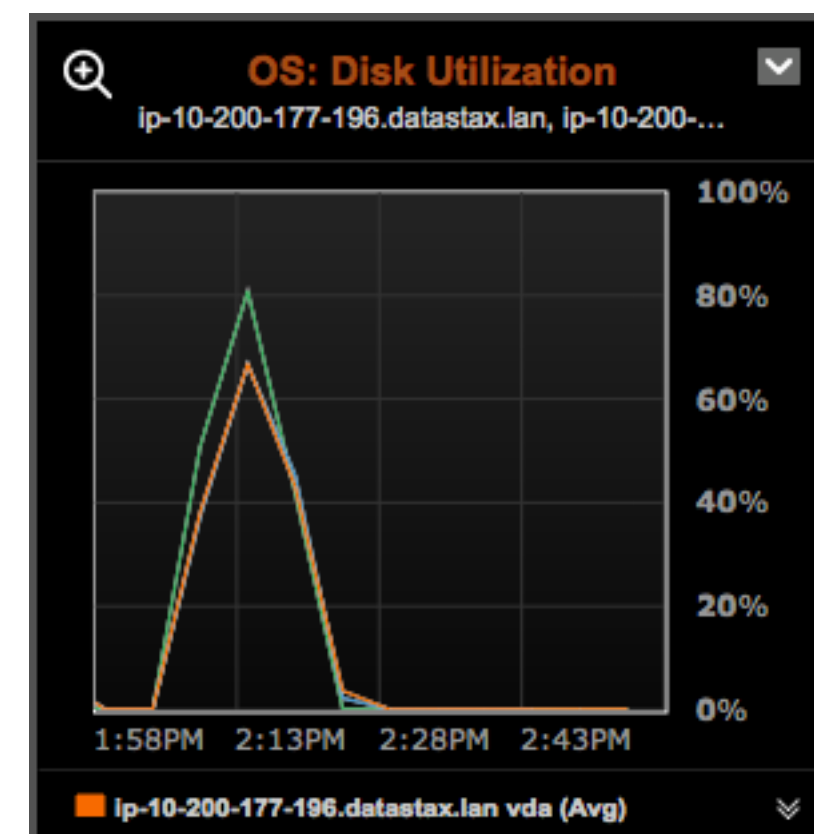 OS: Disk Utilization
ip-10-200-177-196.datastax.lan, ip-10-200-...
100%
80%
60%
40%
20%
0%
1:58PM 2:13PM 2:28PM 2:43PM
ip-10-200-177-196.datastax.lan vda (Avg)